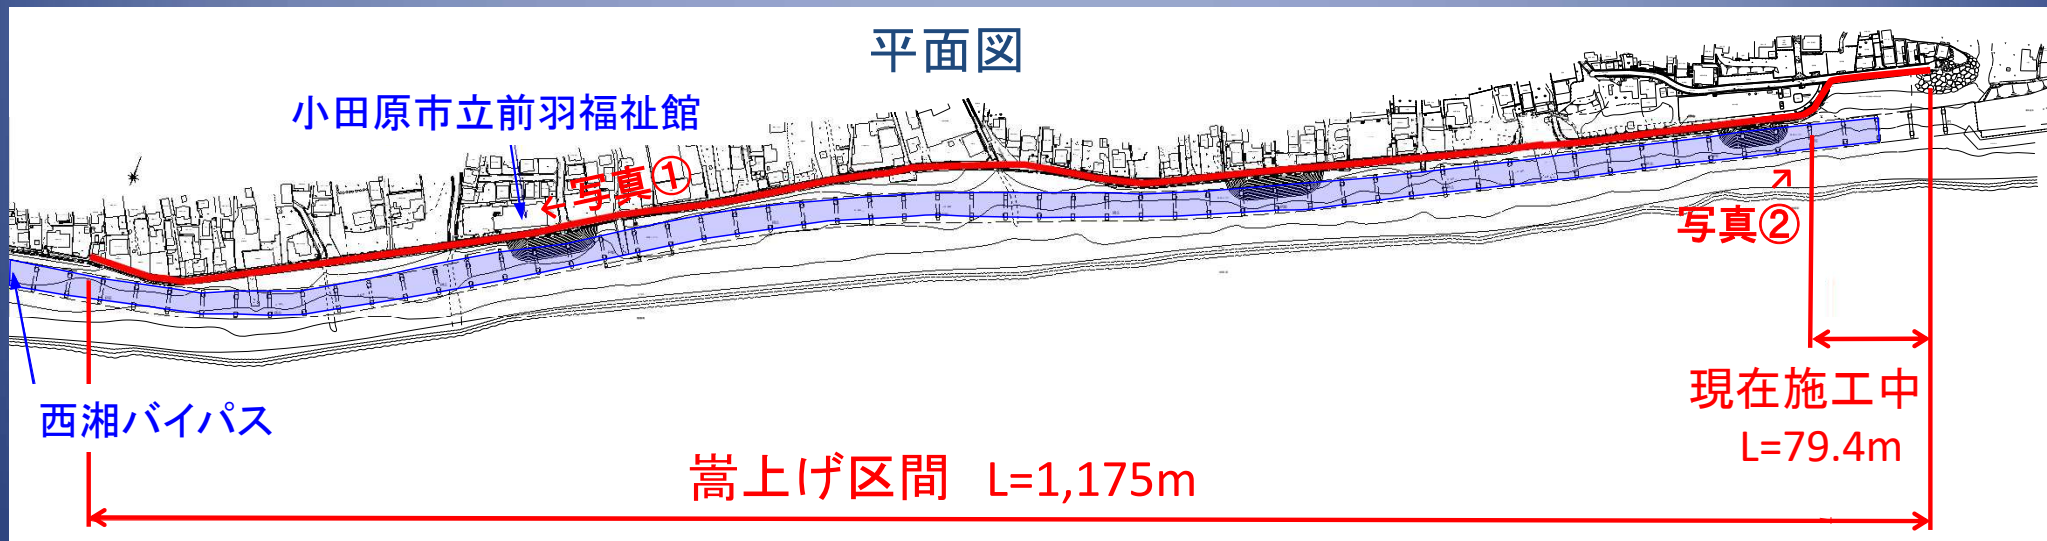 平面図
小田原市立前羽福祉館
←写真①
写真②
西湘バイパス
現在施工中
L=79.4m
嵩上げ区間 L=1,175m